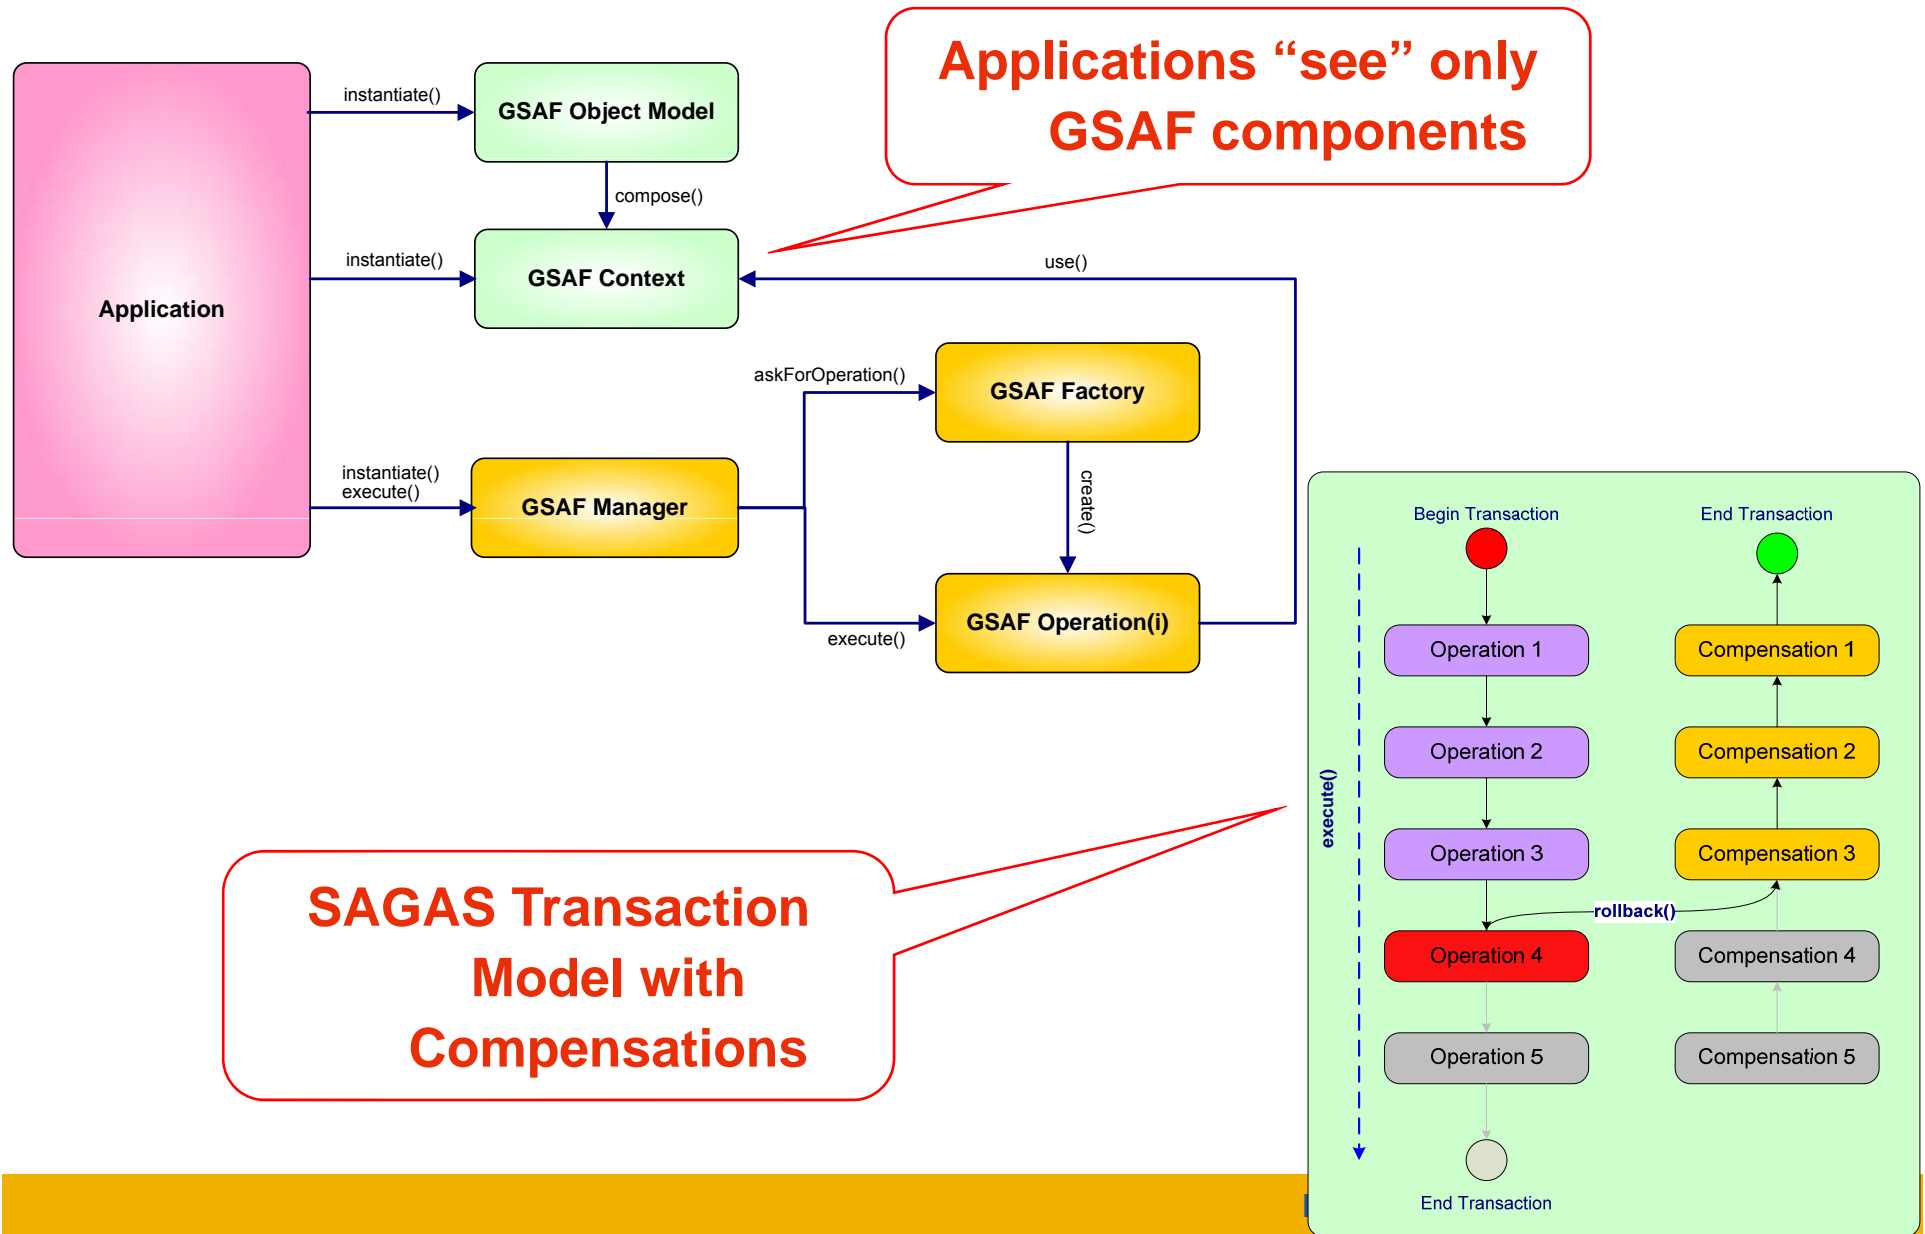 Applications “see” only
GSAF components
instantiate()
GSAF Object Model
compose()
Application
instantiate()
GSAF Context
use()
askForOperation()
GSAF Factory
create()
instantiate()
execute()
GSAF Manager
execute()
GSAF Operation(i)
SAGAS Transaction
Model with
Compensations
Begin Transaction
End Transaction
execute()
Operation 1
Compensation 1
Operation 2
Compensation 2
Operation 3
Compensation 3
rollback()
Operation 4
Compensation 4
Operation 5
Compensation 5
End Transaction